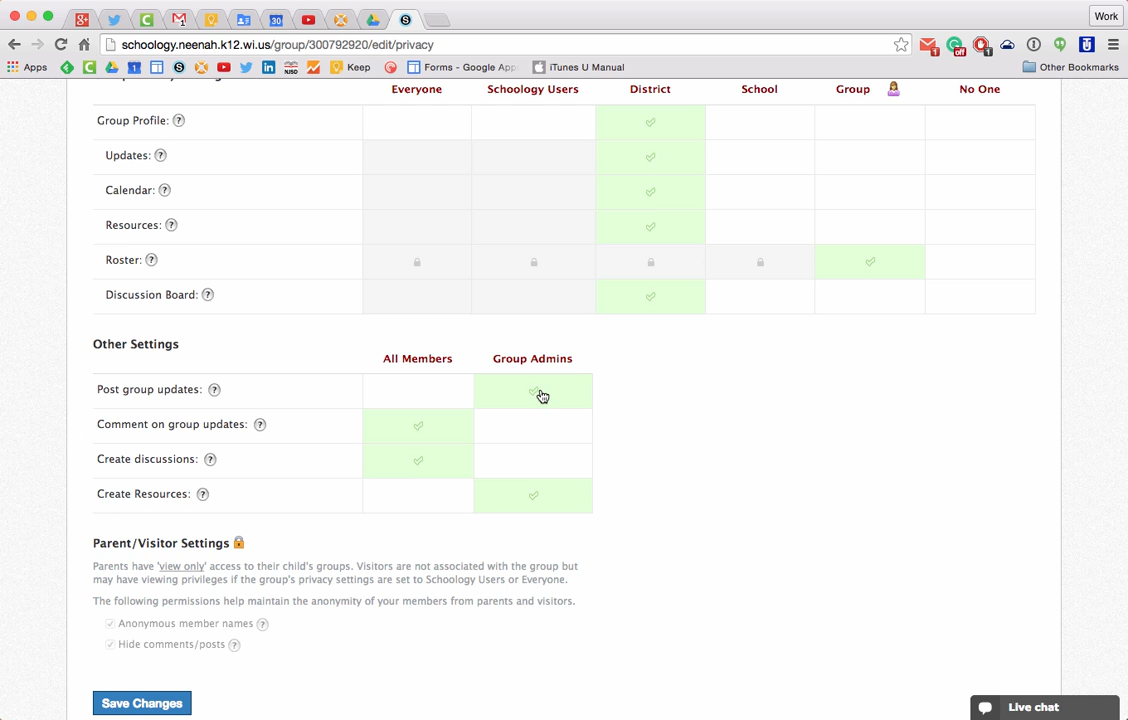 Work
schoology.neenah.k12.wi.us/group/300792920/edit/privacy
Apps Keep Forms - Google App iTunes U Manual Other Bookmarks
Everyone Schoology Users District School Group No One
Group Profile: ?
Updates: ?
Calendar: ?
Resources: ?
Roster: ?
Discussion Board: ?
Other Settings
All Members Group Admins
Post group updates: ?
Comment on group updates: ?
Create discussions: ?
Create Resources: ?
Parent/Visitor Settings
Parents have 'view only' access to their child's groups. Visitors are not associated with the group but
may have viewing privileges if the group's privacy settings are set to Schoology Users or Everyone.
The following permissions help maintain the anonymity of your members from parents and visitors.
Anonymous member names ?
Hide comments/posts ?
Save Changes
Live chat